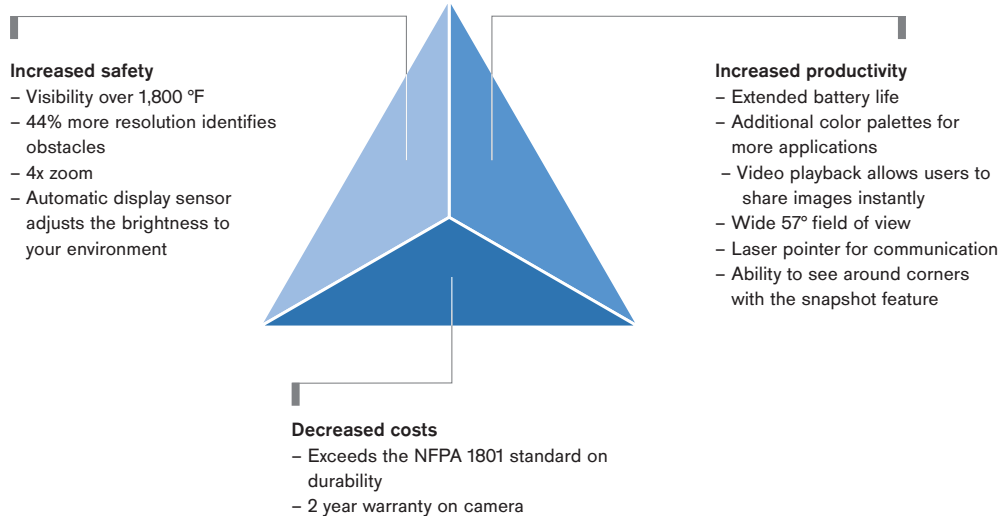 Increased safety
– Visibility over 1,800 ºF
– 44% more resolution identifies
obstacles
– 4x zoom
– Automatic display sensor
adjusts the brightness to
your environment
Increased productivity
– Extended battery life
– Additional color palettes for
more applications
– Video playback allows users to
share images instantly
– Wide 57º field of view
– Laser pointer for communication
– Ability to see around corners
with the snapshot feature
Decreased costs
– Exceeds the NFPA 1801 standard on
durability
– 2 year warranty on camera